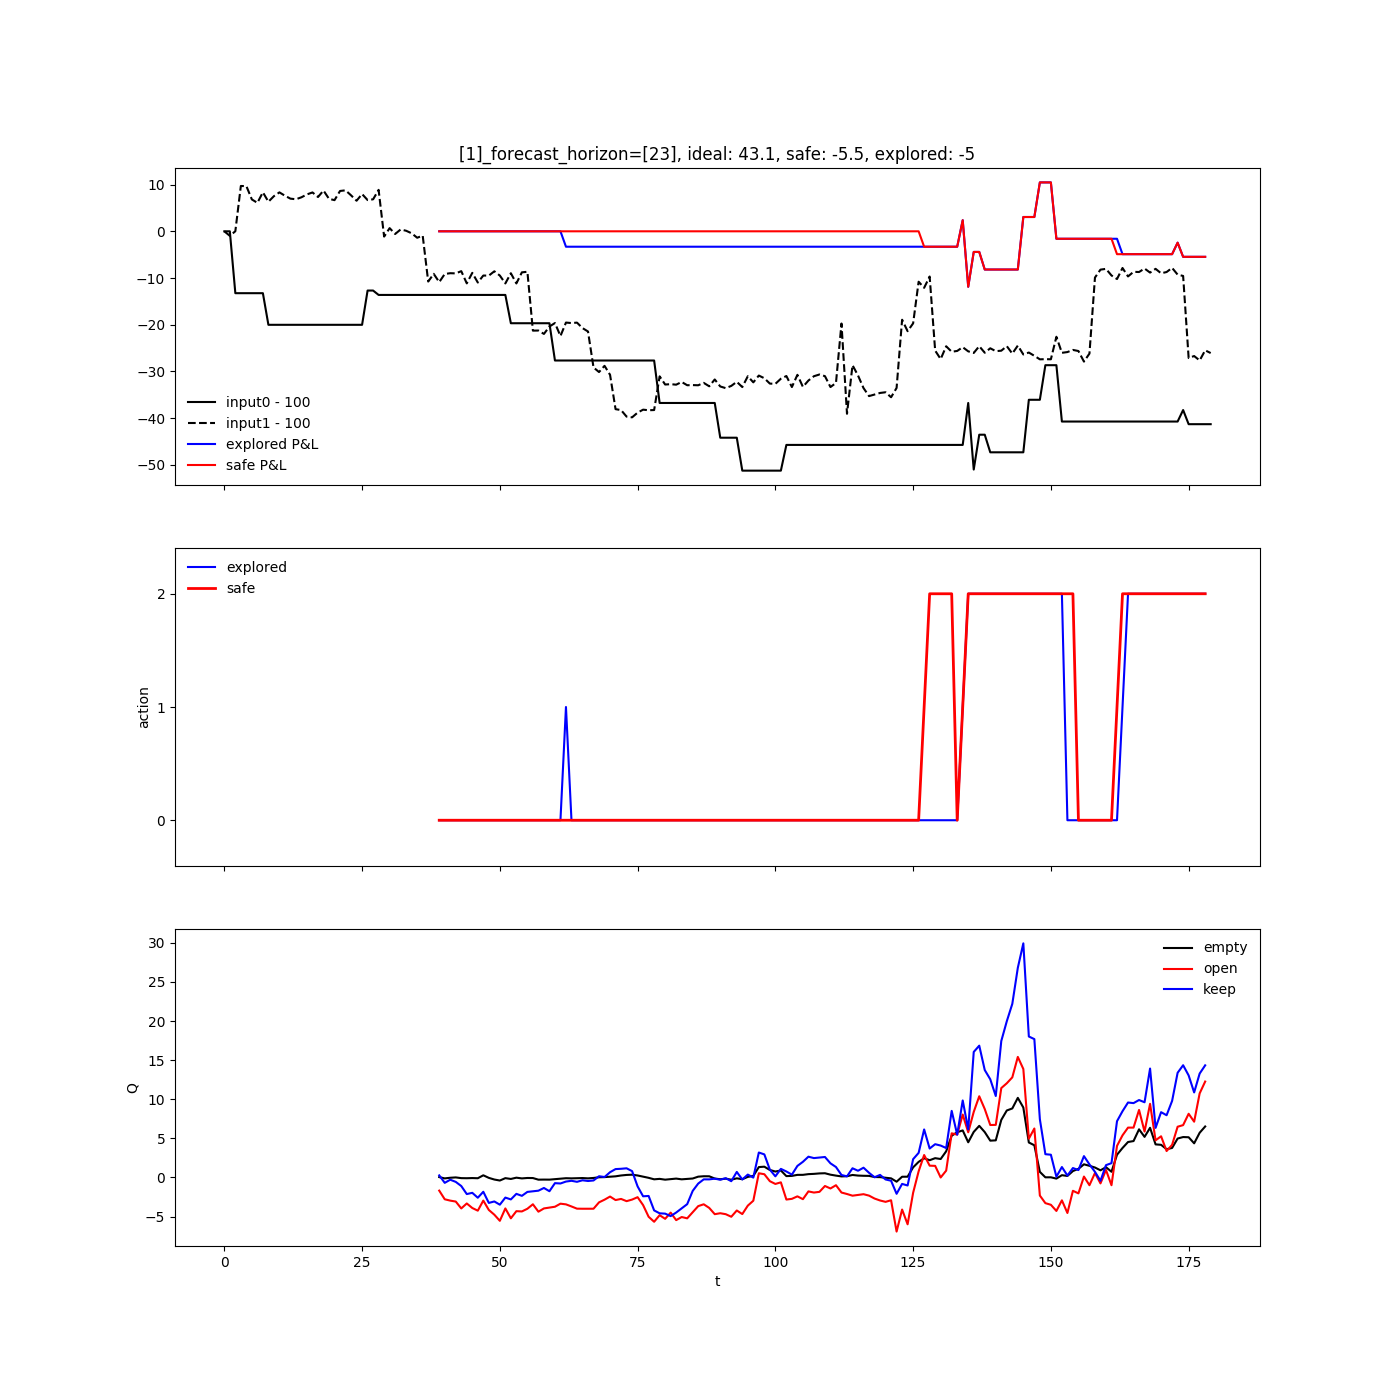 [1]_forecast_horizon=[23], ideal: 43.1, safe: -5.5, explored: -5
10
0
−10
−20
−30
−40
−50
input0 - 100
input1 - 100
explored P&L
safe P&L
explored
safe
2
1
0
action
empty
open
keep
30
25
20
15
10
5
0
−5
Q
0 25 50 75 100 125 150 175
t